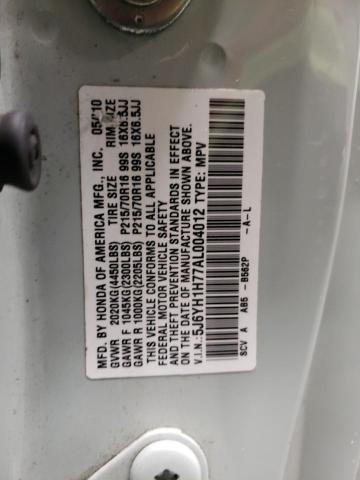 MFD. BY HONDA OF AMERICA MFG., INC. 05/10
GVWR 2020KG(4450LBS) TIRE SIZE RIM SIZE
GAWR F 1045KG(2305LBS) P215/70R16 99S 16X6.5JJ
GAWR R 1000KG(2205LBS) P215/70R16 99S 16X6.5JJ
THIS VEHICLE CONFORMS TO ALL APPLICABLE
FEDERAL MOTOR VEHICLE SAFETY
AND THEFT PREVENTION STANDARDS IN EFFECT
ON THE DATE OF MANUFACTURE SHOWN ABOVE.
V.I.N.:5J6YH1H77AL004012 TYPE: MPV
SCV A AB5 - B562P -A-L